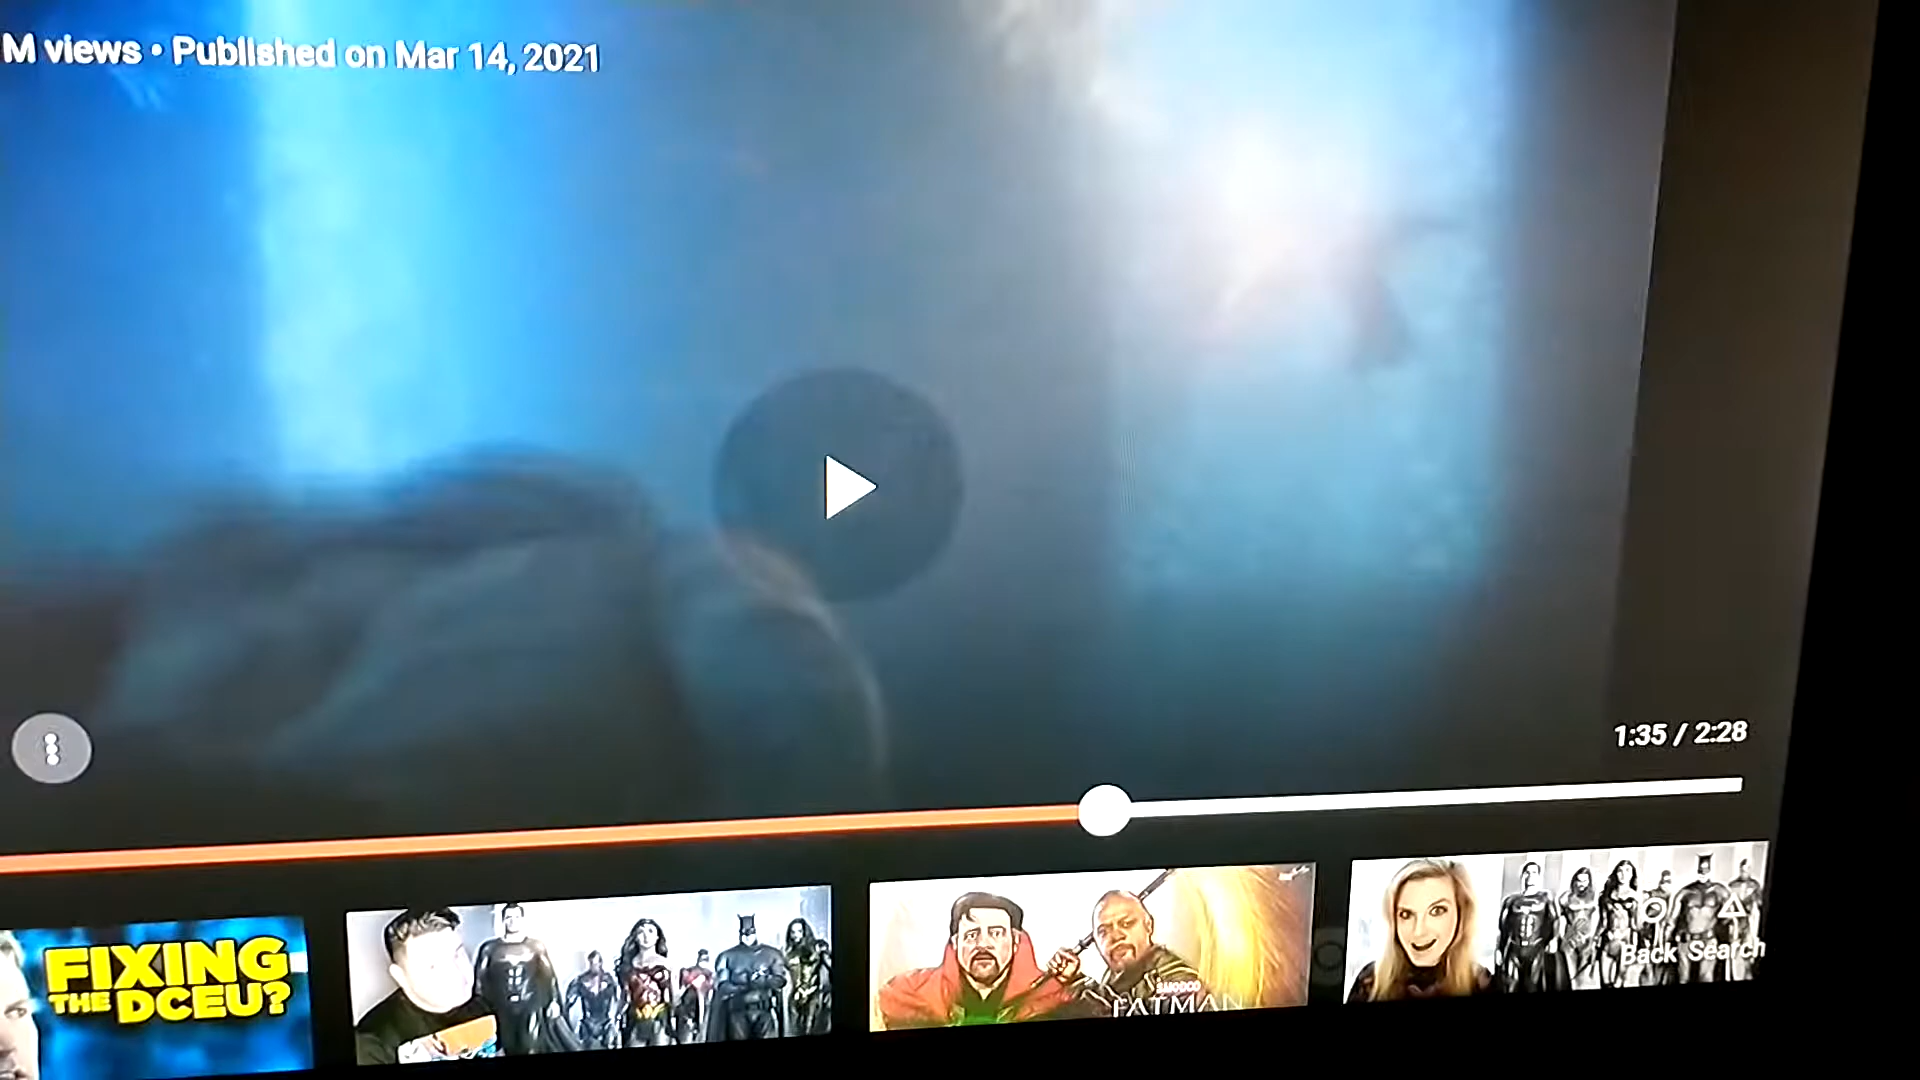 M views • Published on Mar 14, 2021
1:35 / 2:28
FIXING
THE DCEU?
FATMAN
Back Search